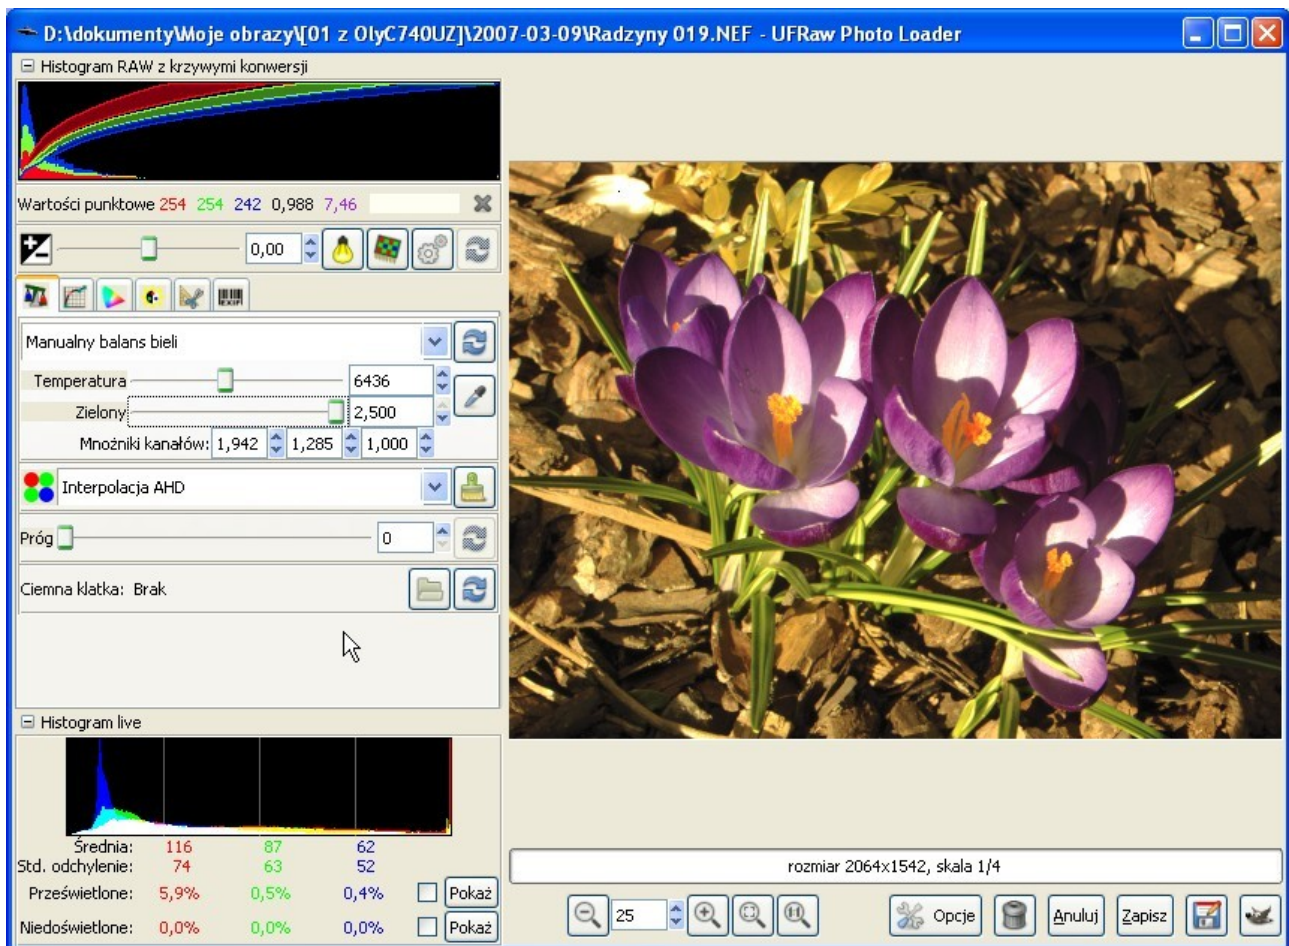 D:\dokumenty\Moje obrazy\[01 z OlyC740UZ]\2007-03-09\Radzyny 019.NEF - UFRaw Photo Loader
Histogram RAW z krzywymi konwersji
Wartości punktowe 254 254 242 0,988 7,46
0,00
Manualny balans bieli
Temperatura 6436
Zielony 2,500
Mnożniki kanałów: 1,942 1,285 1,000
Interpolacja AHD
Próg 0
Ciemna klatka: Brak
Histogram live
Średnia: 116 87 62
Std. odchylenie: 74 63 52
Prześwietlone: 5,9% 0,5% 0,4% Pokaż
Niedoświetlone: 0,0% 0,0% 0,0% Pokaż
rozmiar 2064x1542, skala 1/4
25 1:1 Opcje Anuluj Zapisz